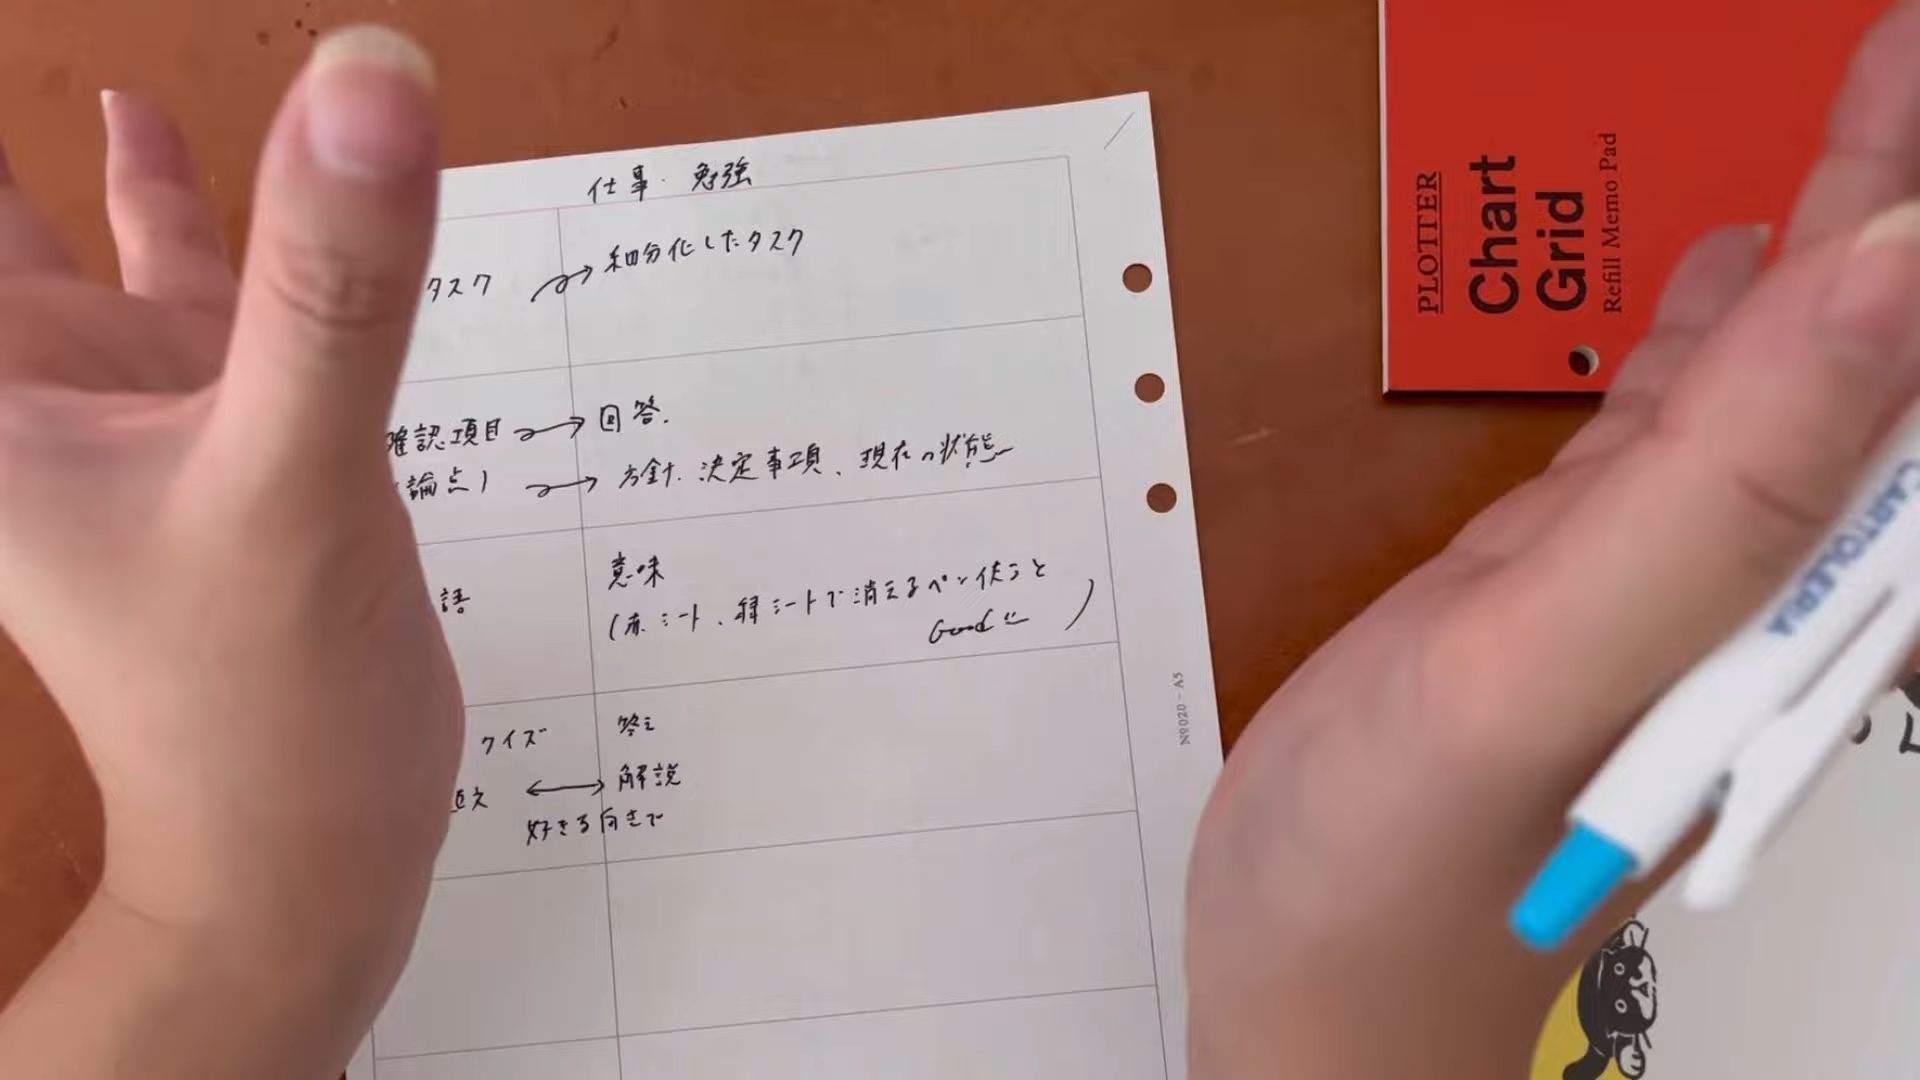 仕事・勉強
タスク → 細分化したタスク
確認項目 → 回答.
(論点) → 方針、決定事項、現在の状態
語 意味
(赤シート、緑シートで消えるペン使うと
Good )
クイズ 答え
↔ 解説
好きな向きで
Nº020 - A5
PLOTTER
Chart
Grid
Refill Memo Pad
CARTOLERIA